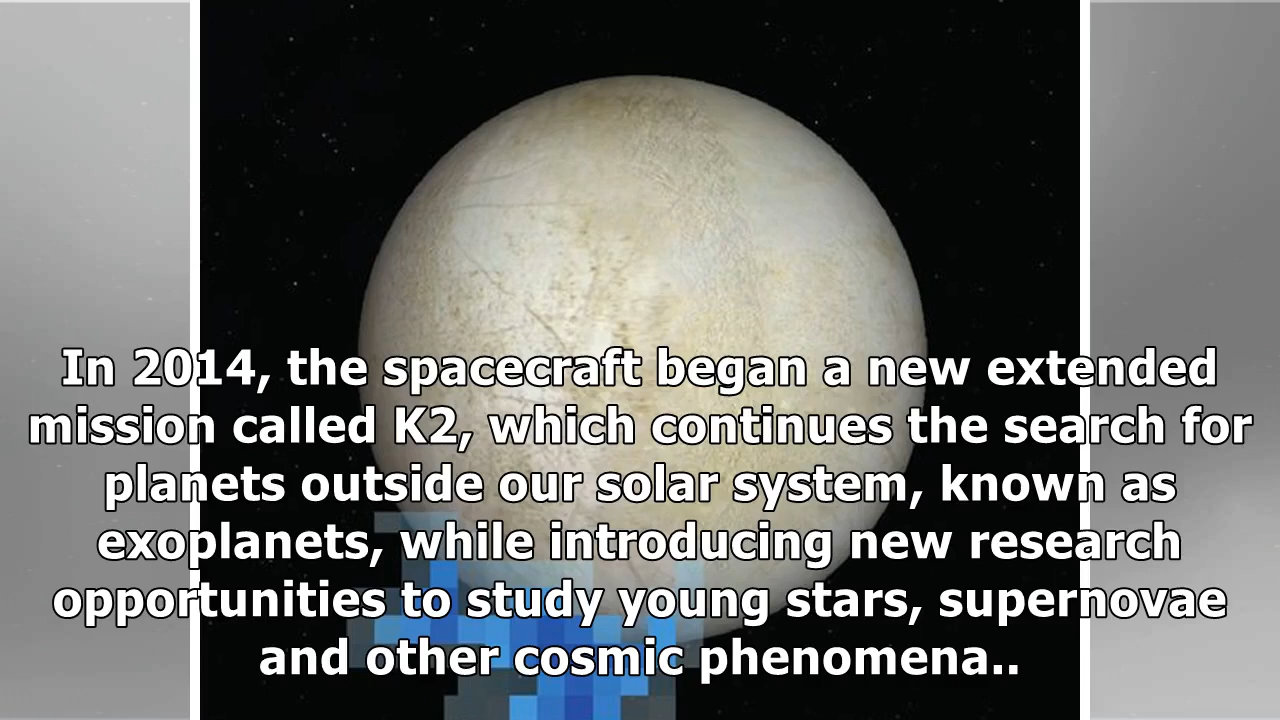 In 2014, the spacecraft began a new extended
mission called K2, which continues the search for
planets outside our solar system, known as
exoplanets, while introducing new research
opportunities to study young stars, supernovae
and other cosmic phenomena..